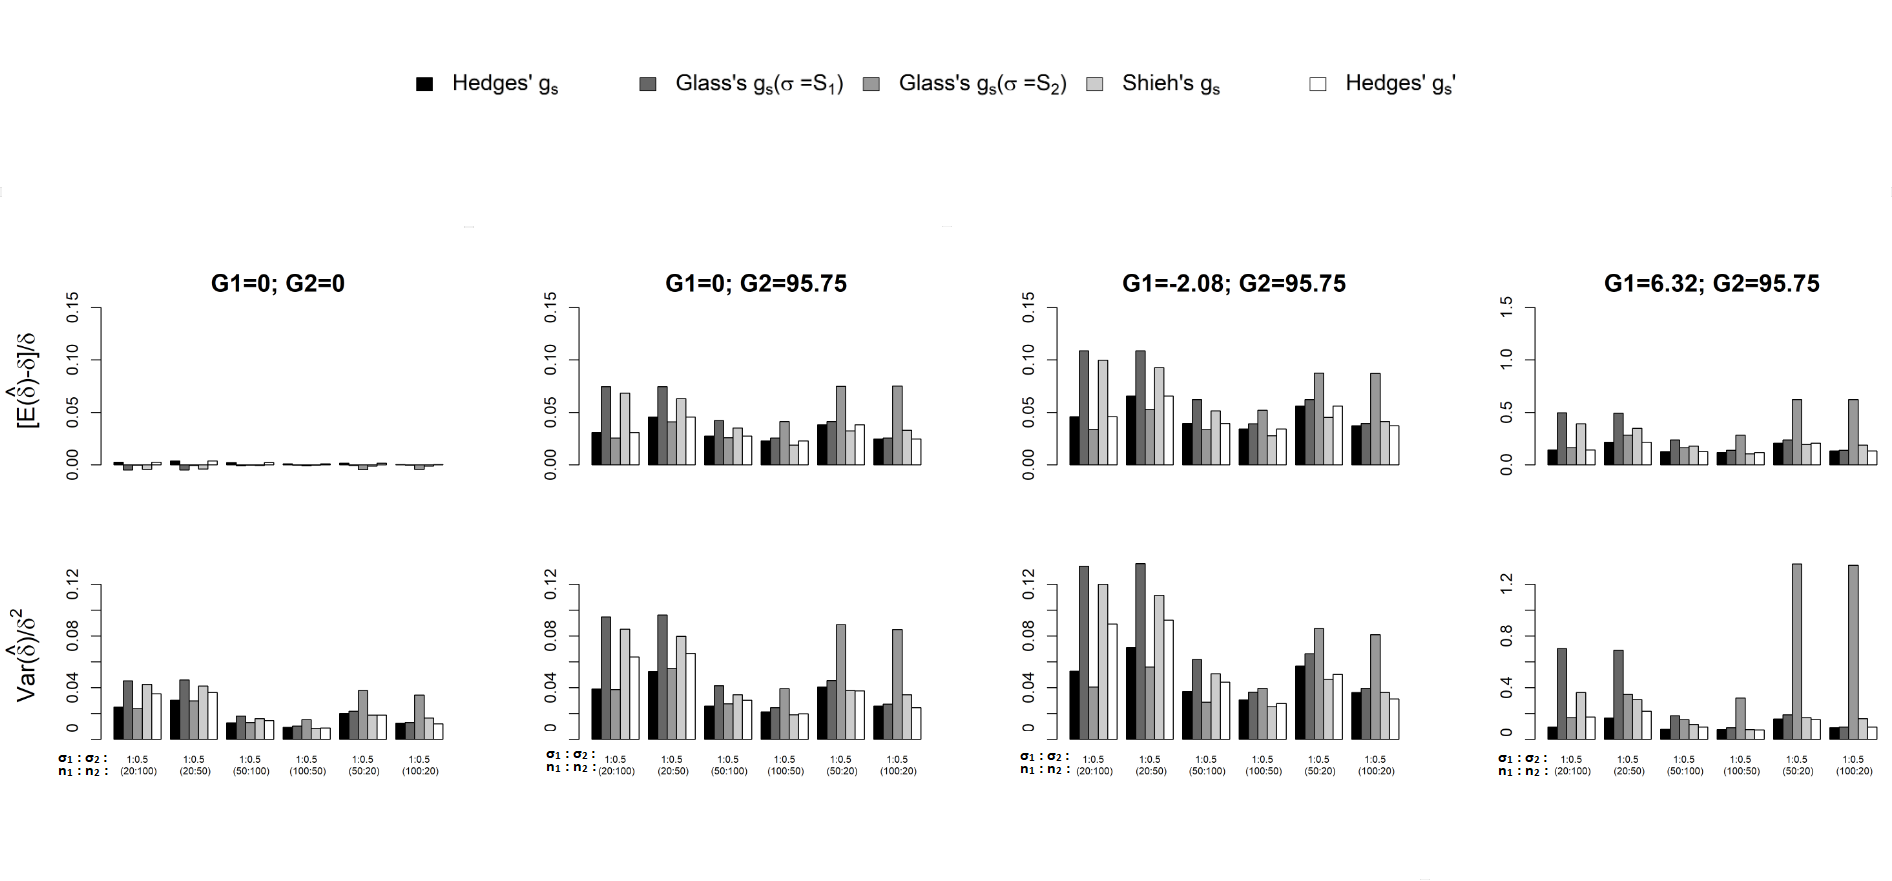 Hedges' gs Glass's gs(σ =S1) Glass's gs(σ =S2) Shieh's gs Hedges' gs'
G1=0; G2=0 G1=0; G2=95.75 G1=-2.08; G2=95.75 G1=6.32; G2=95.75
[E(δ̂)-δ]/δ
0.15 0.10 0.05 0.00
0.15 0.10 0.05 0.00
0.15 0.10 0.05 0.00
1.5 1.0 0.5 0.0
Var(δ̂)/δ²
0.12 0.08 0.04 0
0.12 0.08 0.04 0
0.12 0.08 0.04 0
1.2 0.8 0.4 0
σ1 : σ2 : 1:0.5 1:0.5 1:0.5 1:0.5 1:0.5 1:0.5
n1 : n2 : (20:100) (20:50) (50:100) (100:50) (50:20) (100:20)
σ1 : σ2 : 1:0.5 1:0.5 1:0.5 1:0.5 1:0.5 1:0.5
n1 : n2 : (20:100) (20:50) (50:100) (100:50) (50:20) (100:20)
σ1 : σ2 : 1:0.5 1:0.5 1:0.5 1:0.5 1:0.5 1:0.5
n1 : n2 : (20:100) (20:50) (50:100) (100:50) (50:20) (100:20)
σ1 : σ2 : 1:0.5 1:0.5 1:0.5 1:0.5 1:0.5 1:0.5
n1 : n2 : (20:100) (20:50) (50:100) (100:50) (50:20) (100:20)